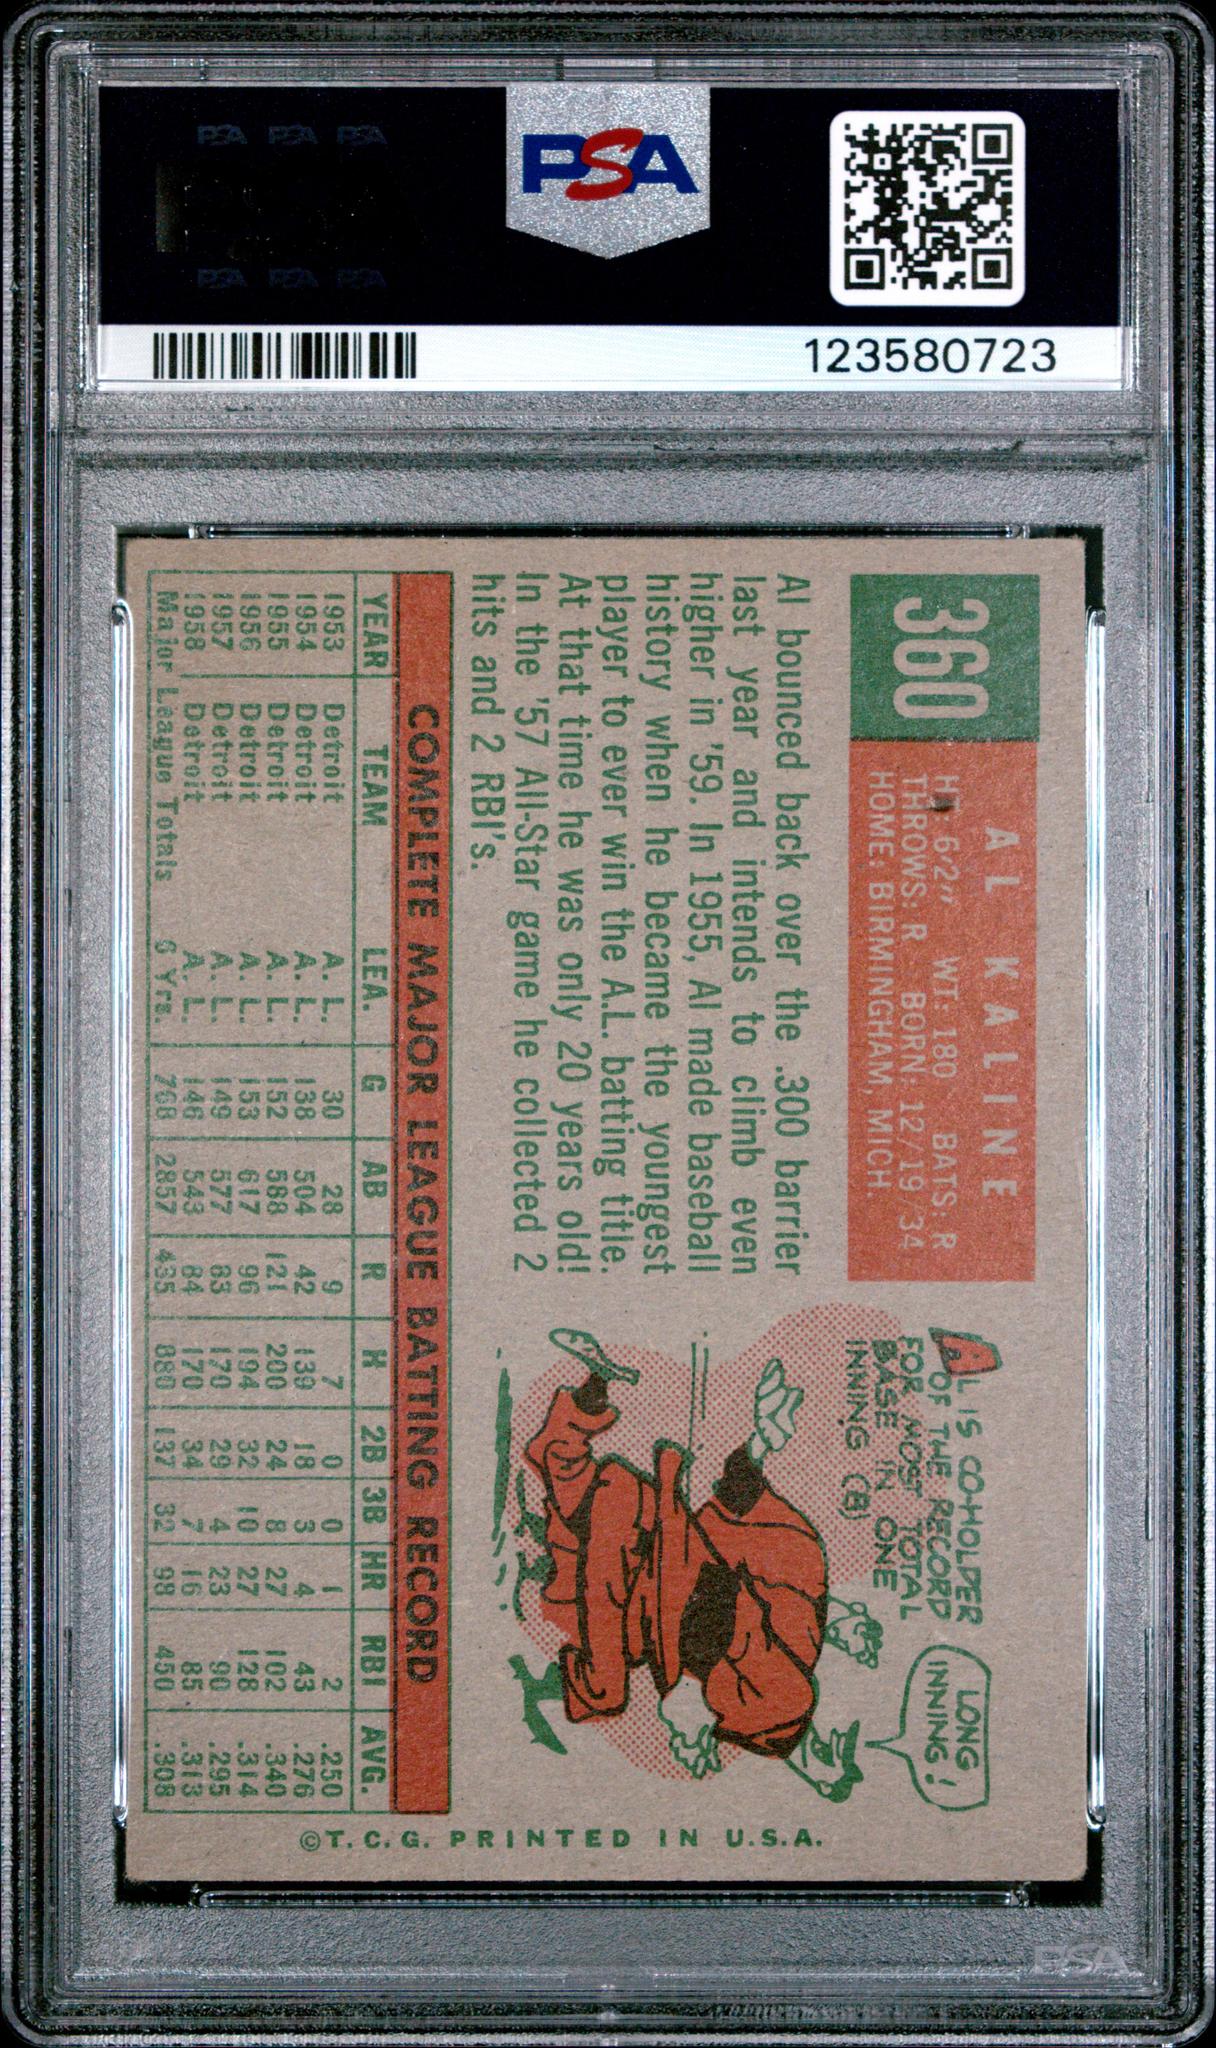 PSA PSA PSA
PSA
PSA PSA PSA
123580723
360
AL KALINE
HT. 6'2" WT: 180 BATS: R
THROWS: R BORN: 12/19/34
HOME: BIRMINGHAM, MICH.
Al bounced back over the .300 barrier
last year and intends to climb even
higher in '59. In 1955, Al made baseball
history when he became the youngest
player to ever win the A.L. batting title.
At that time he was only 20 years old!
In the '57 All-Star game he collected 2
hits and 2 RBI's.
AL IS CO-HOLDER
OF THE RECORD
FOR MOST TOTAL
BASE IN ONE
INNING (8)
LONG
INNING!
COMPLETE MAJOR LEAGUE BATTING RECORD
YEAR TEAM LEA. G AB R H 2B 3B HR RBI AVG.
1953 Detroit A. L. 30 28 9 7 0 0 1 2 .250
1954 Detroit A. L. 138 504 42 139 18 3 4 43 .276
1955 Detroit A. L. 152 588 121 200 24 8 27 102 .340
1956 Detroit A. L. 153 617 96 194 32 10 27 128 .314
1957 Detroit A. L. 149 577 83 170 29 4 23 90 .295
1958 Detroit A. L. 146 543 84 170 34 7 16 85 .313
Major League Totals 6 Yrs. 768 2857 435 880 137 32 98 450 .308
©T. C. G. PRINTED IN U.S.A.
PSA